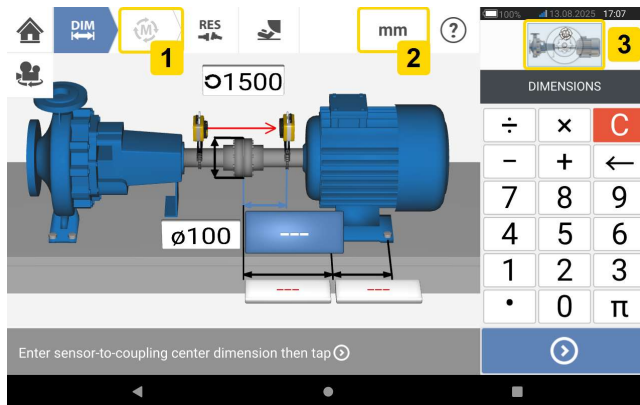 100% 13.08.2025 17:07
DIM
M
RES
mm
?
1
2
3
DIMENSIONS
1500
ø100
---
---
---
÷ × C
− + ←
7 8 9
4 5 6
1 2 3
· 0 π
Enter sensor-to-coupling center dimension then tap